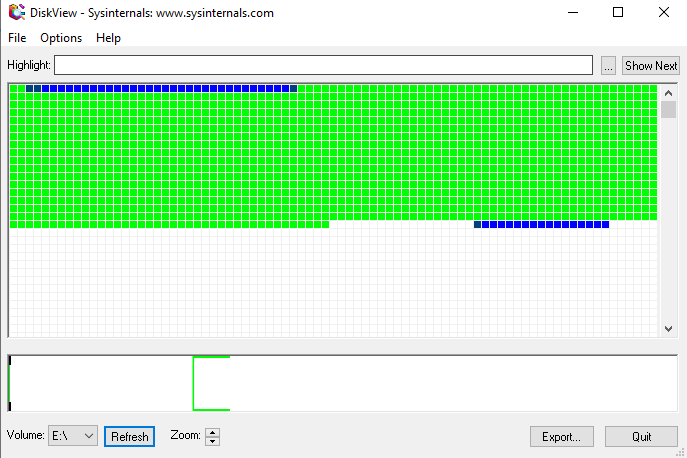 DiskView - Sysinternals: www.sysinternals.com
File Options Help
Highlight: ... Show Next
Volume: E:\ Refresh Zoom: Export... Quit